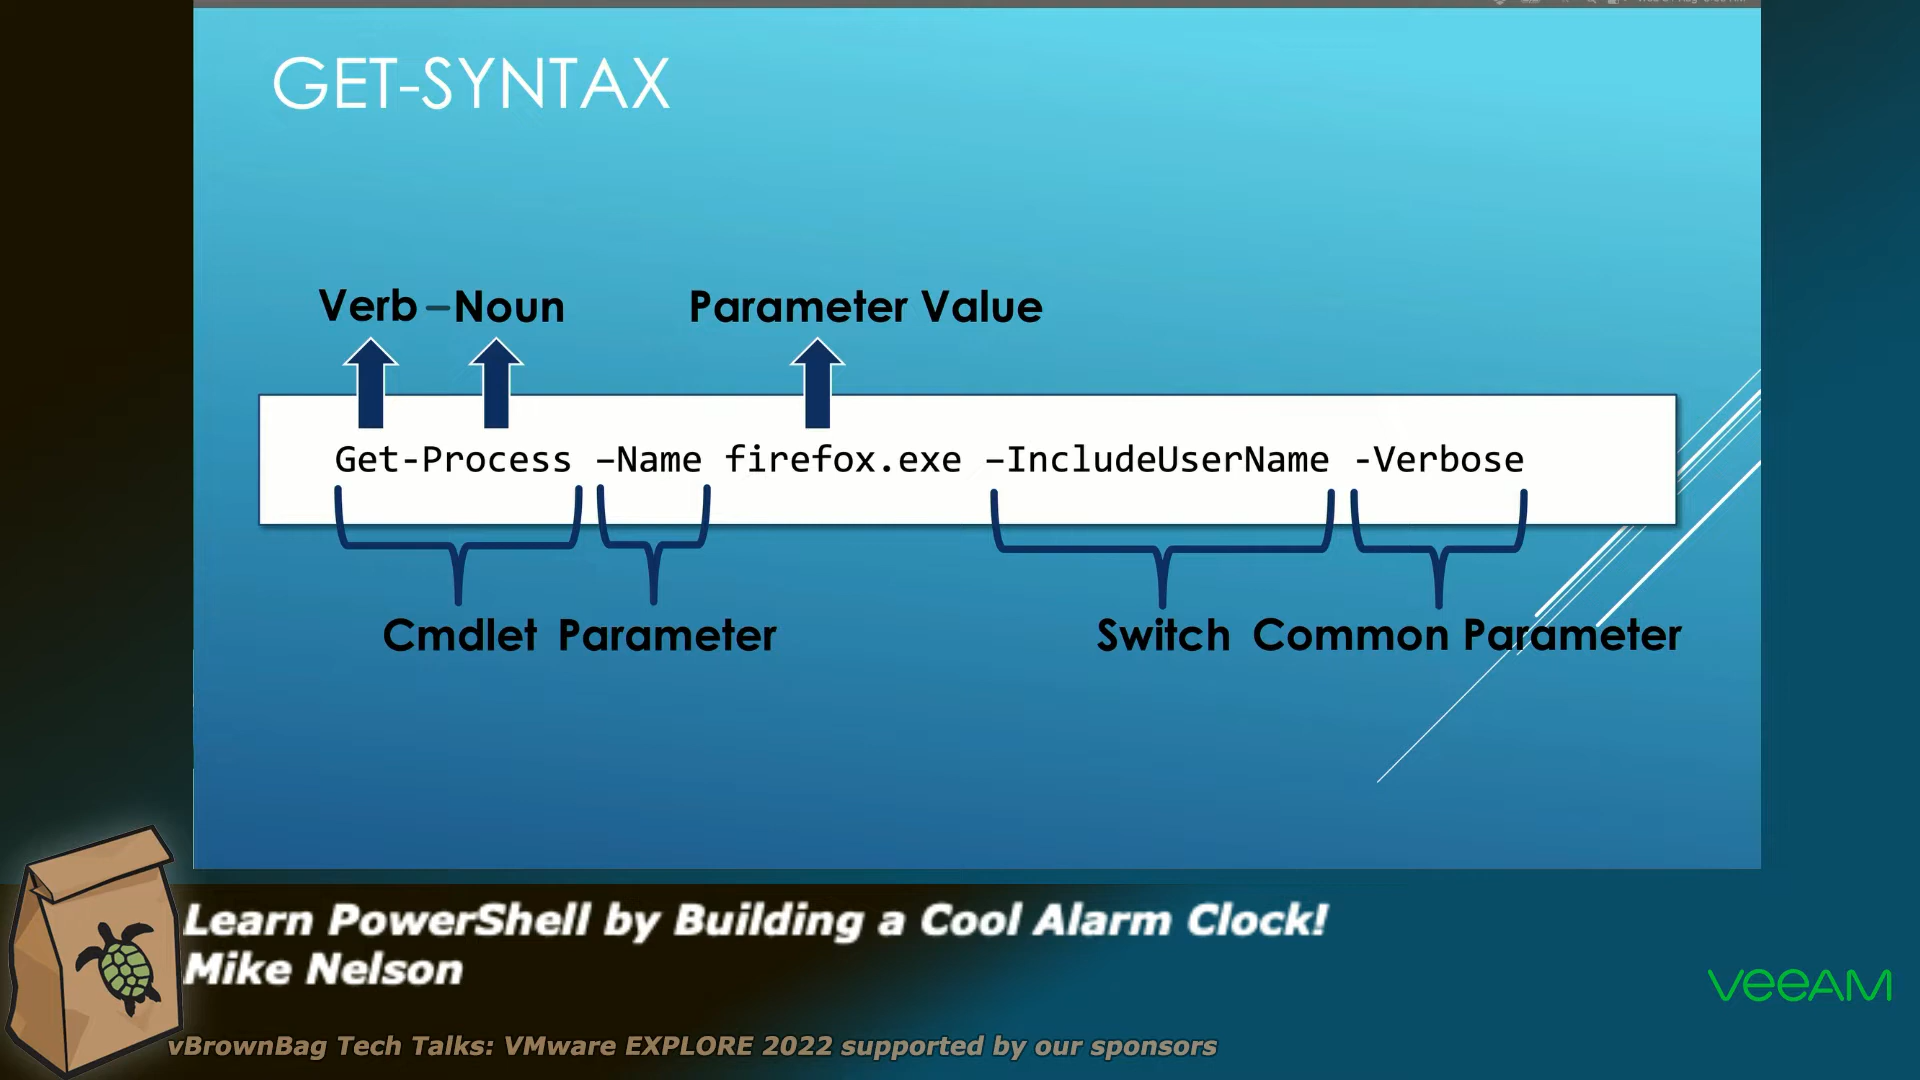 GET-SYNTAX
Verb –Noun Parameter Value
Get-Process –Name firefox.exe –IncludeUserName -Verbose
Cmdlet Parameter Switch Common Parameter
Learn PowerShell by Building a Cool Alarm Clock!
Mike Nelson
veeAM
vBrownBag Tech Talks: VMware EXPLORE 2022 supported by our sponsors